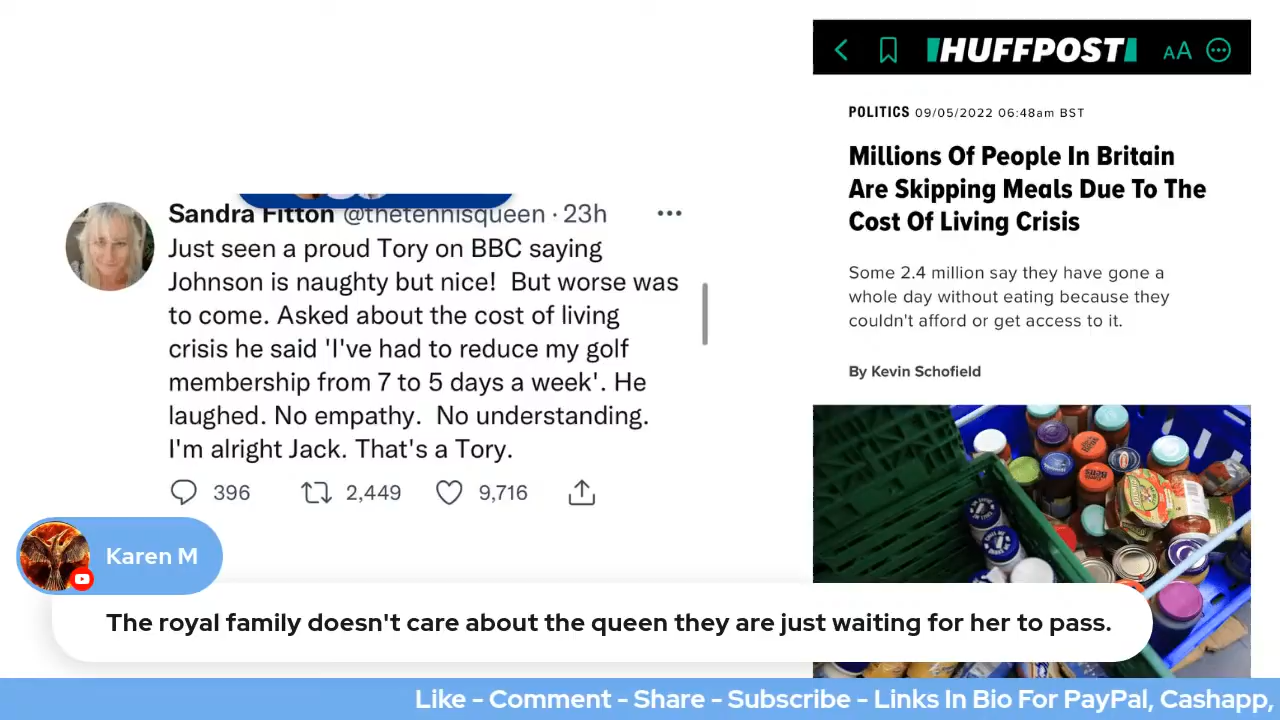 Sandra Fitton @thetennisqueen · 23h
Just seen a proud Tory on BBC saying
Johnson is naughty but nice!  But worse was
to come. Asked about the cost of living
crisis he said 'I've had to reduce my golf
membership from 7 to 5 days a week'. He
laughed. No empathy.  No understanding.
I'm alright Jack. That's a Tory.
396 2,449 9,716
HUFFPOST AA
POLITICS 09/05/2022 06:48am BST
Millions Of People In Britain
Are Skipping Meals Due To The
Cost Of Living Crisis
Some 2.4 million say they have gone a
whole day without eating because they
couldn't afford or get access to it.
By Kevin Schofield
Karen M
The royal family doesn't care about the queen they are just waiting for her to pass.
Like - Comment - Share - Subscribe - Links In Bio For PayPal, Cashapp,